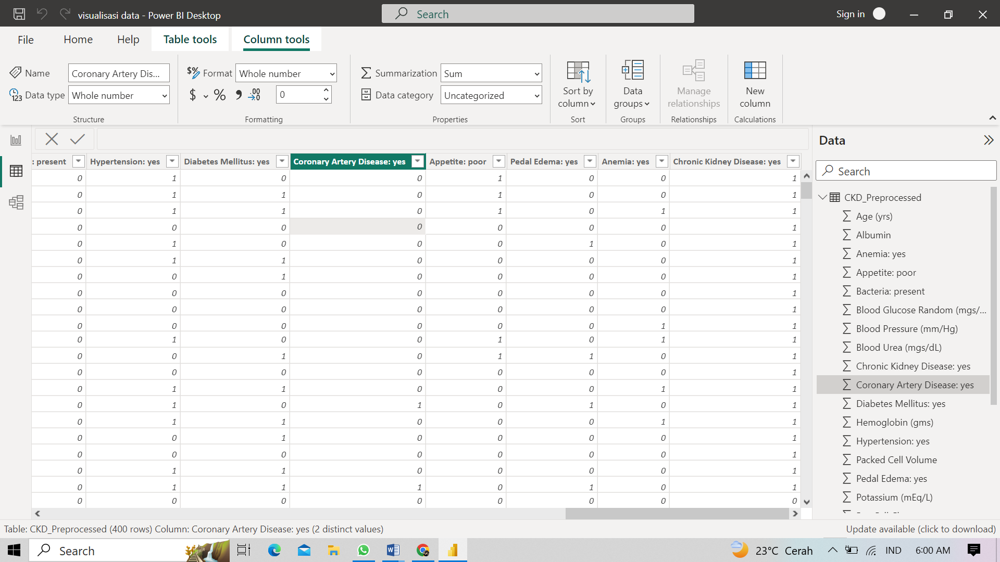 visualisasi data - Power BI Desktop
Search
Sign in
File Home Help Table tools Column tools
Name Coronary Artery Dis...
Data type Whole number
Structure
Format Whole number
$ % 0
Formatting
Summarization Sum
Data category Uncategorized
Properties
Sort by
column
Sort
Data
groups
Groups
Manage
relationships
Relationships
New
column
Calculations
: present Hypertension: yes Diabetes Mellitus: yes Coronary Artery Disease: yes Appetite: poor Pedal Edema: yes Anemia: yes Chronic Kidney Disease: yes
0 1 0 0 1 0 0 1
0 1 1 0 1 0 0 1
0 1 1 0 1 0 1 1
0 0 0 0 0 0 0 1
0 1 0 0 0 1 0 1
0 1 1 0 0 0 0 1
0 0 1 0 0 0 0 1
0 0 0 0 0 0 0 1
0 0 0 0 0 0 0 1
0 0 0 0 0 0 1 1
0 1 0 0 1 0 1 1
0 0 1 0 1 1 0 1
0 0 0 0 0 0 0 1
0 1 1 0 0 0 1 1
0 1 0 1 0 1 0 1
0 1 1 0 0 0 1 1
0 0 1 0 0 0 0 1
0 0 0 0 0 0 0 1
0 1 1 0 0 0 0 1
0 1 1 1 0 1 0 1
0 0 0 0 0 0 0 0
Data
Search
CKD_Preprocessed
Age (yrs)
Albumin
Anemia: yes
Appetite: poor
Bacteria: present
Blood Glucose Random (mgs/...
Blood Pressure (mm/Hg)
Blood Urea (mgs/dL)
Chronic Kidney Disease: yes
Coronary Artery Disease: yes
Diabetes Mellitus: yes
Hemoglobin (gms)
Hypertension: yes
Packed Cell Volume
Pedal Edema: yes
Potassium (mEq/L)
Table: CKD_Preprocessed (400 rows) Column: Coronary Artery Disease: yes (2 distinct values)
Update available (click to download)
Search
23°C Cerah
IND
6:00 AM